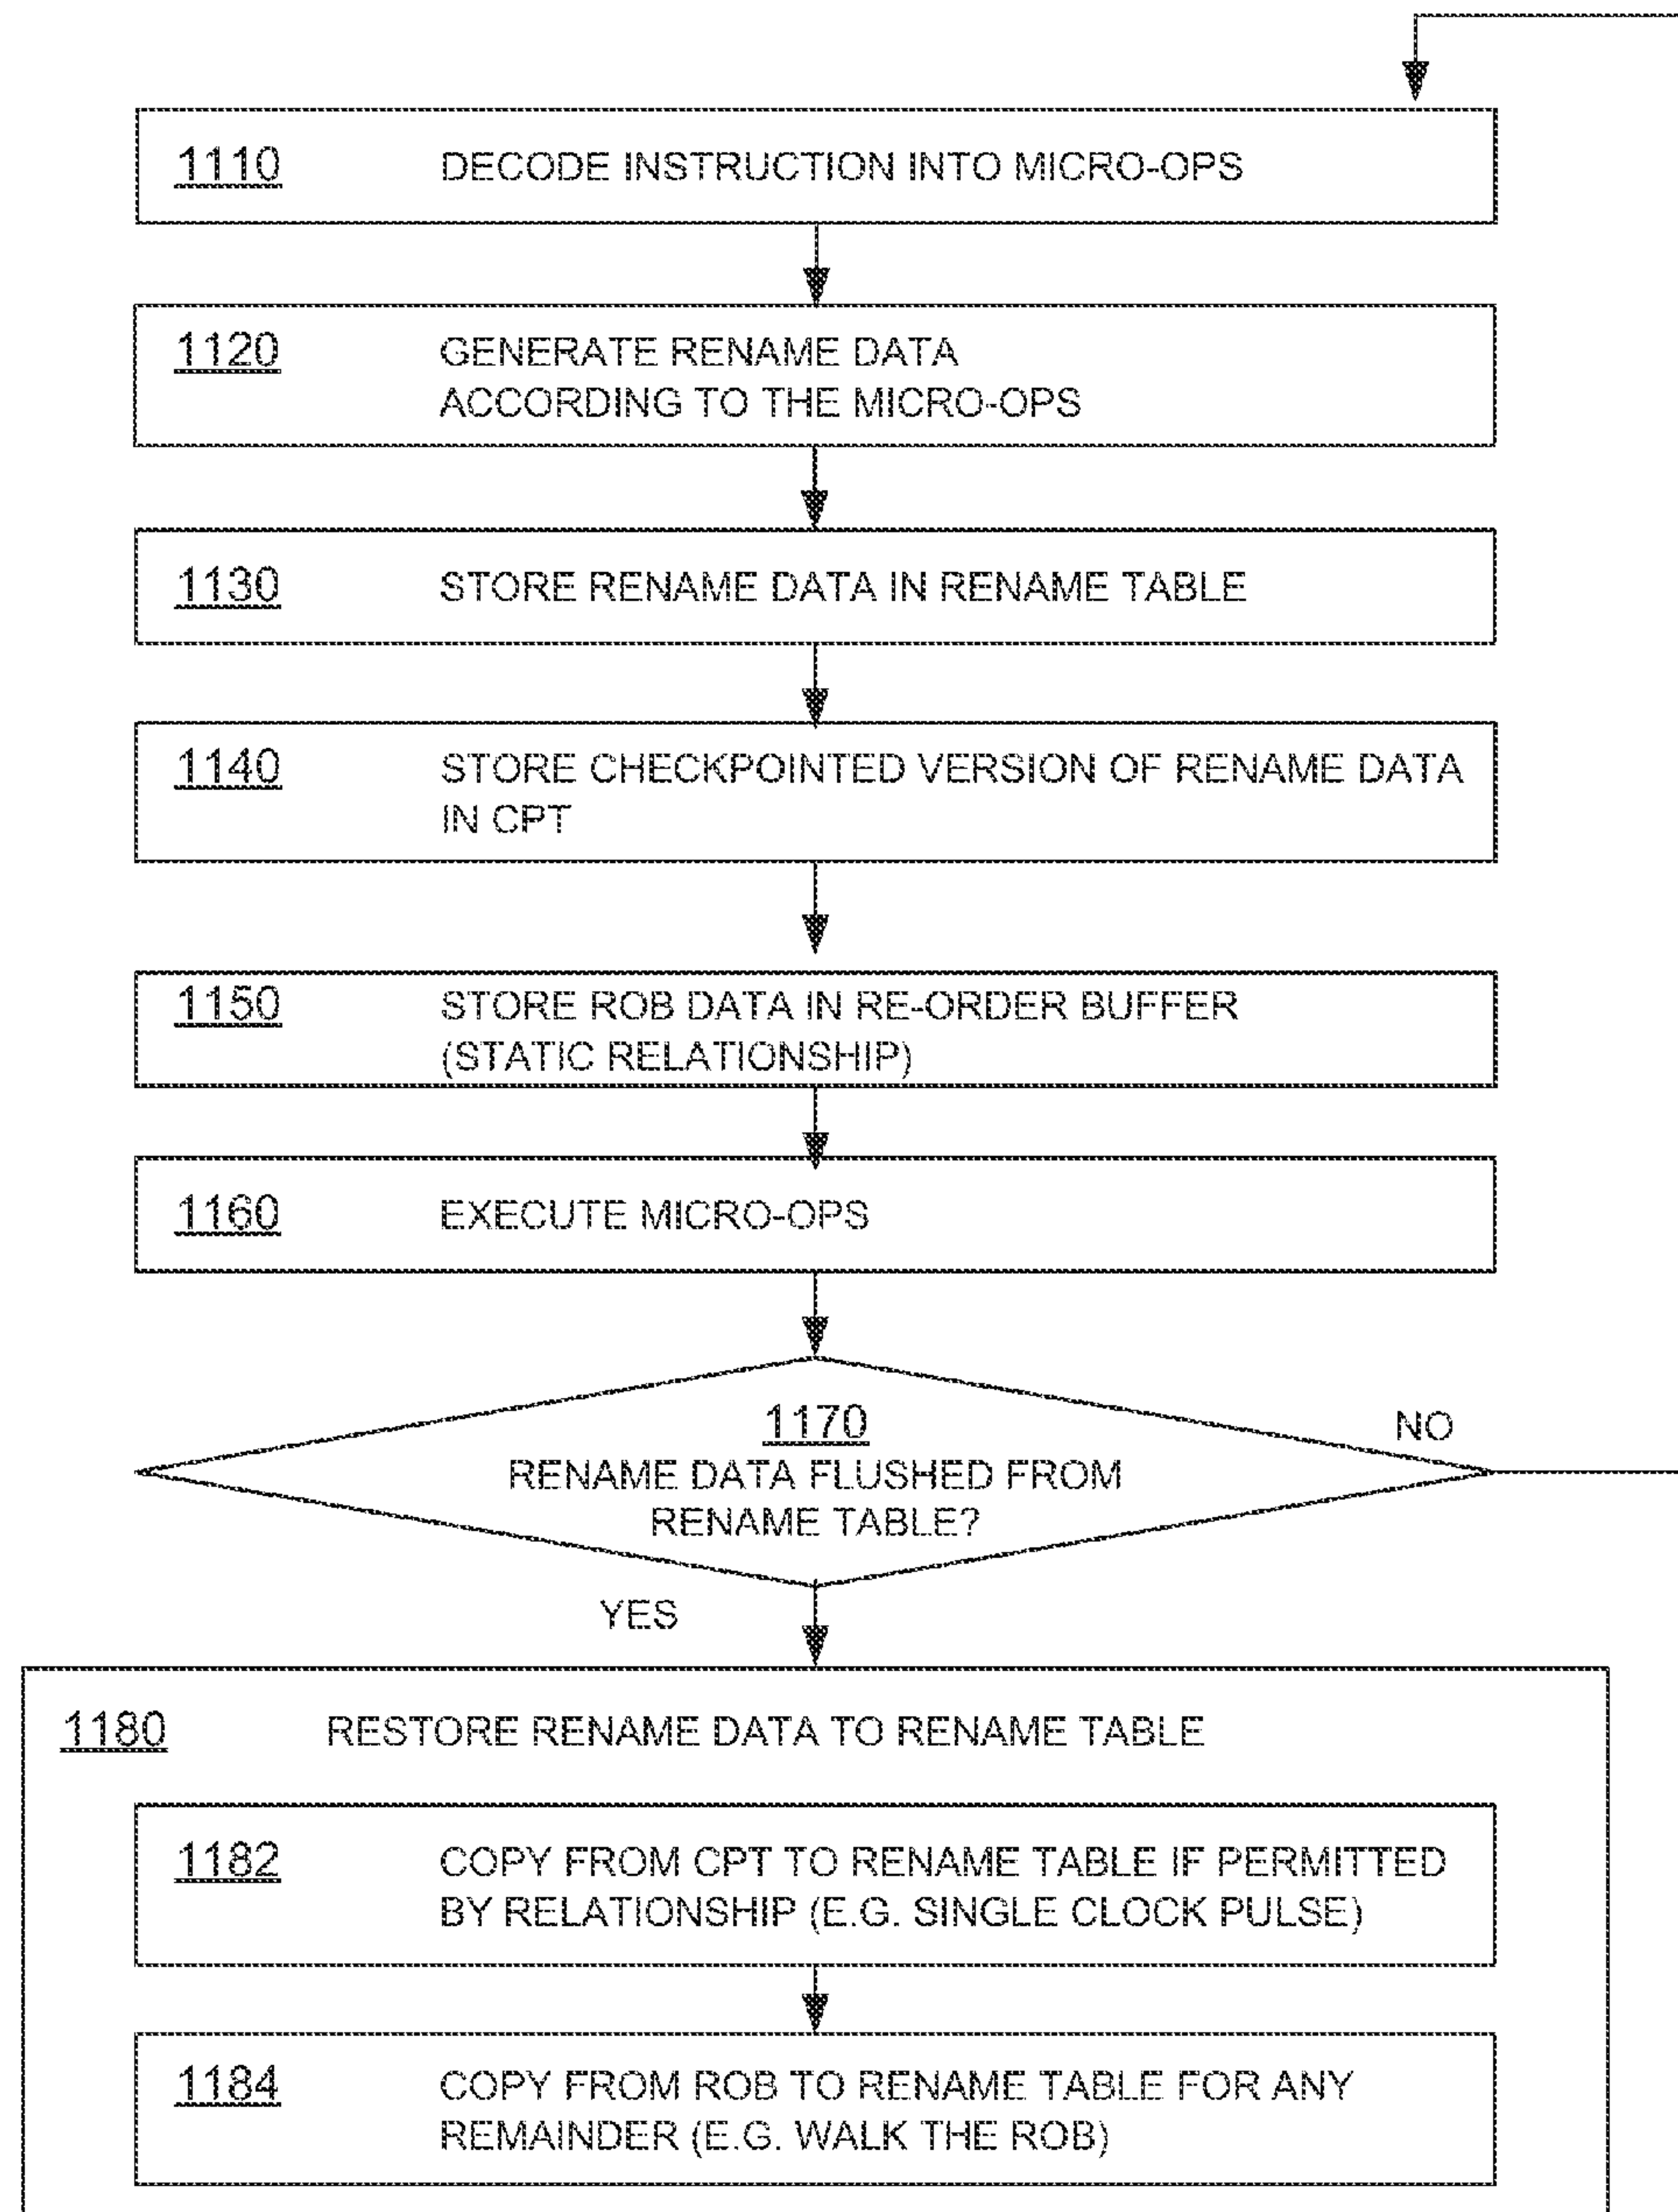 1110 DECODE INSTRUCTION INTO MICRO-OPS
1120 GENERATE RENAME DATA
ACCORDING TO THE MICRO-OPS
1130 STORE RENAME DATA IN RENAME TABLE
1140 STORE CHECKPOINTED VERSION OF RENAME DATA
IN CPT
1150 STORE ROB DATA IN RE-ORDER BUFFER
(STATIC RELATIONSHIP)
1160 EXECUTE MICRO-OPS
1170
NO
RENAME DATA FLUSHED FROM
RENAME TABLE?
YES
1180 RESTORE RENAME DATA TO RENAME TABLE
1182 COPY FROM CPT TO RENAME TABLE IF PERMITTED
BY RELATIONSHIP (E.G. SINGLE CLOCK PULSE)
1184 COPY FROM ROB TO RENAME TABLE FOR ANY
REMAINDER (E.G. WALK THE ROB)